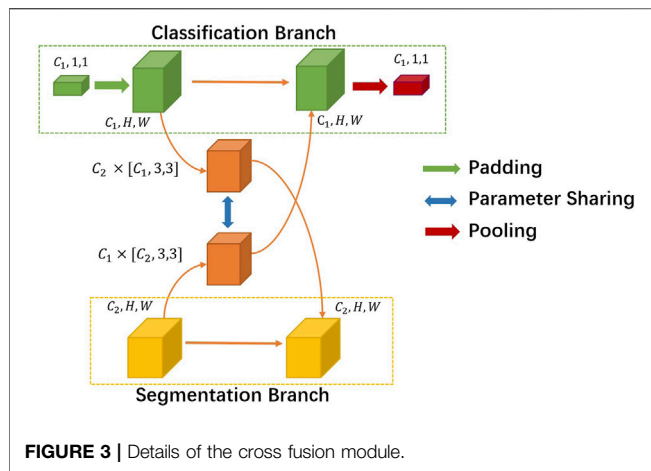 Classification Branch
C₁, 1,1
C₁, 1,1
C₁, H, W
C₁, H, W
C₂ × [C₁, 3,3]
Padding
Parameter Sharing
Pooling
C₁ × [C₂, 3,3]
C₂, H, W
C₂, H, W
Segmentation Branch
FIGURE 3 | Details of the cross fusion module.